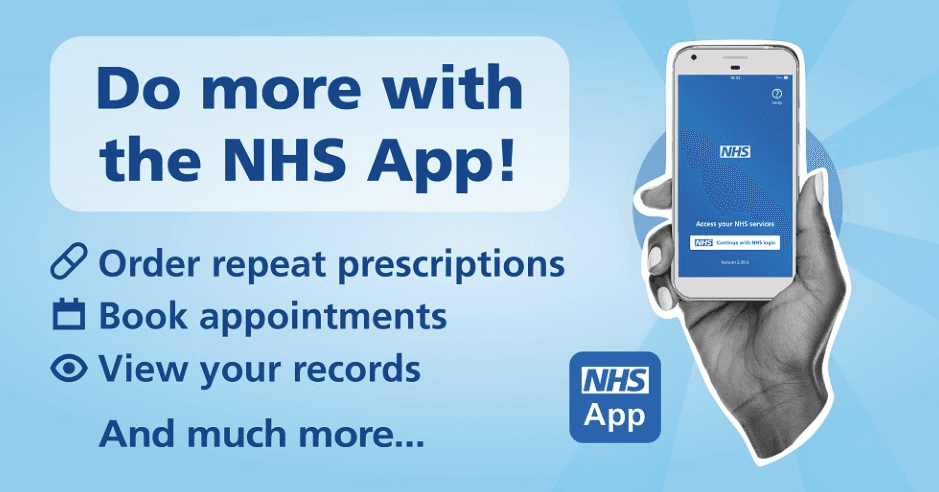 Do more with
the NHS App!
Order repeat prescriptions
Book appointments
View your records
And much more...
Help
NHS
Access your NHS services
NHS Continue with NHS login
NHS
App